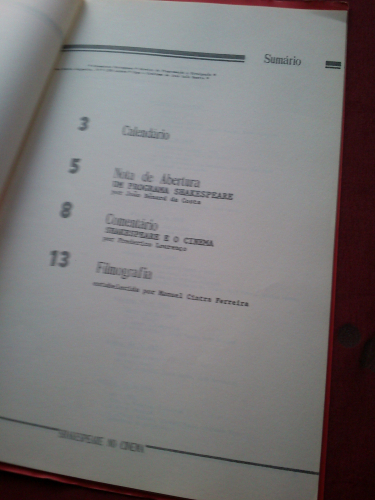 Sumário
3 Calendário
5 Nota de Abertura
UM PROGRAMA SHAKESPEARE
por João Bénard da Costa
8 Comentário
SHAKESPEARE E O CINEMA
por Frederico Lourenço
13 Filmografia
estabelecida por Manuel Cintra Ferreira
SHAKESPEARE NO CINEMA